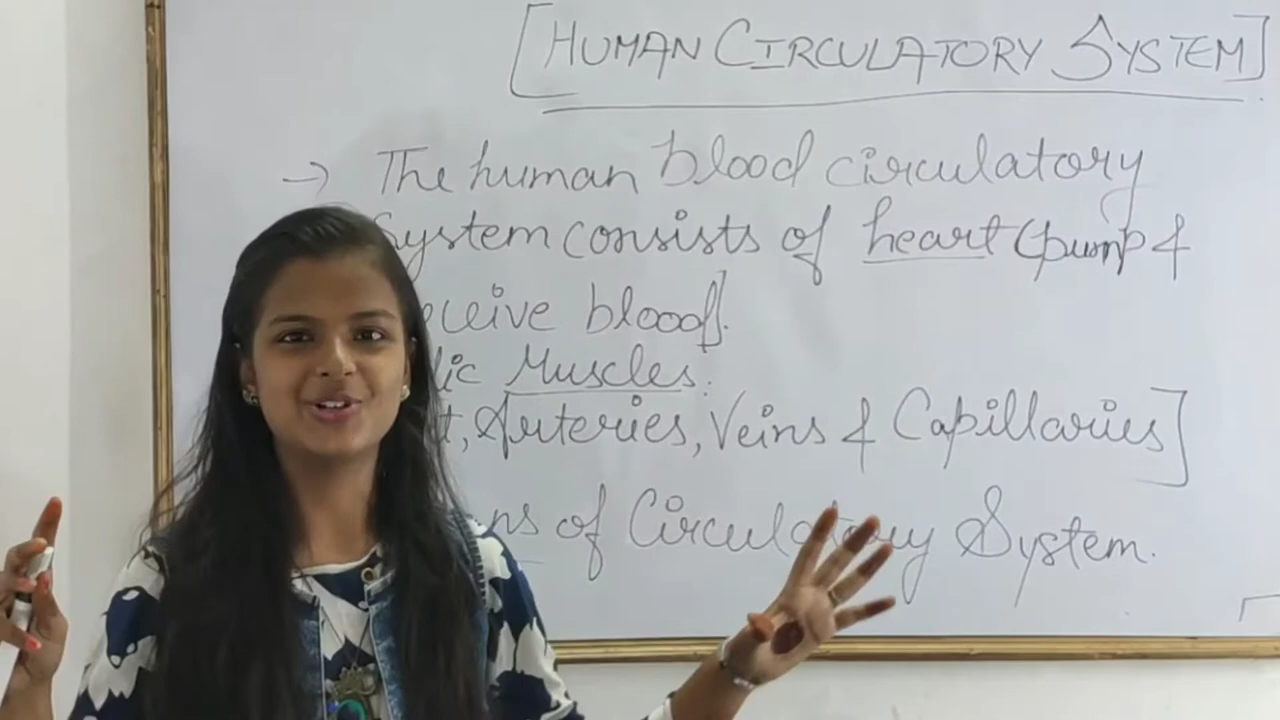 [HUMAN CIRCULATORY SYSTEM]
→ The human blood circulatory
System consists of heart (pump &
eceive blood].
lic Muscles:
t, Arteries, Veins & Capillaries]
ns of Circulatory System.